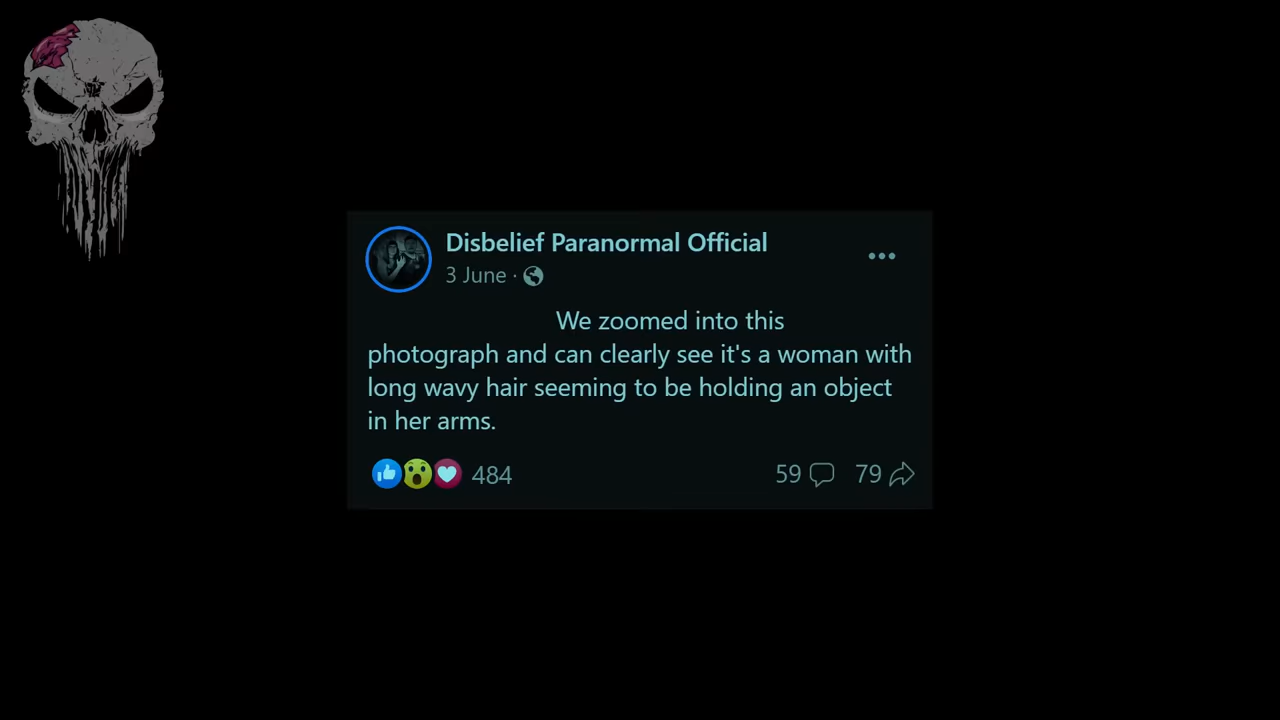 Disbelief Paranormal Official
3 June ·
We zoomed into this
photograph and can clearly see it's a woman with
long wavy hair seeming to be holding an object
in her arms.
484 59 79